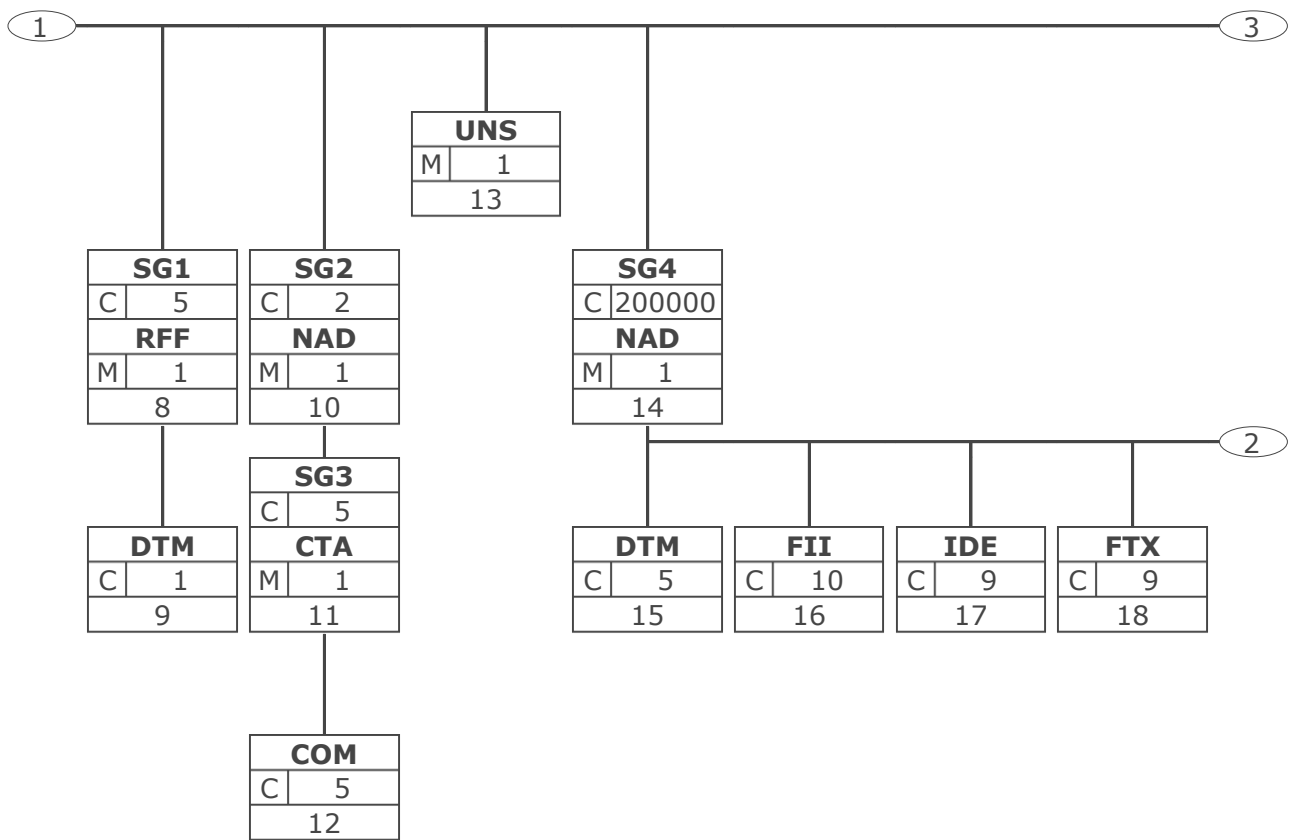 1 3
UNS
M 1
13
SG1 SG2 SG4
C 5 C 2 C 200000
RFF NAD NAD
M 1 M 1 M 1
8 10 14
2
SG3
C 5
DTM CTA DTM FII IDE FTX
C 1 M 1 C 5 C 10 C 9 C 9
9 11 15 16 17 18
COM
C 5
12